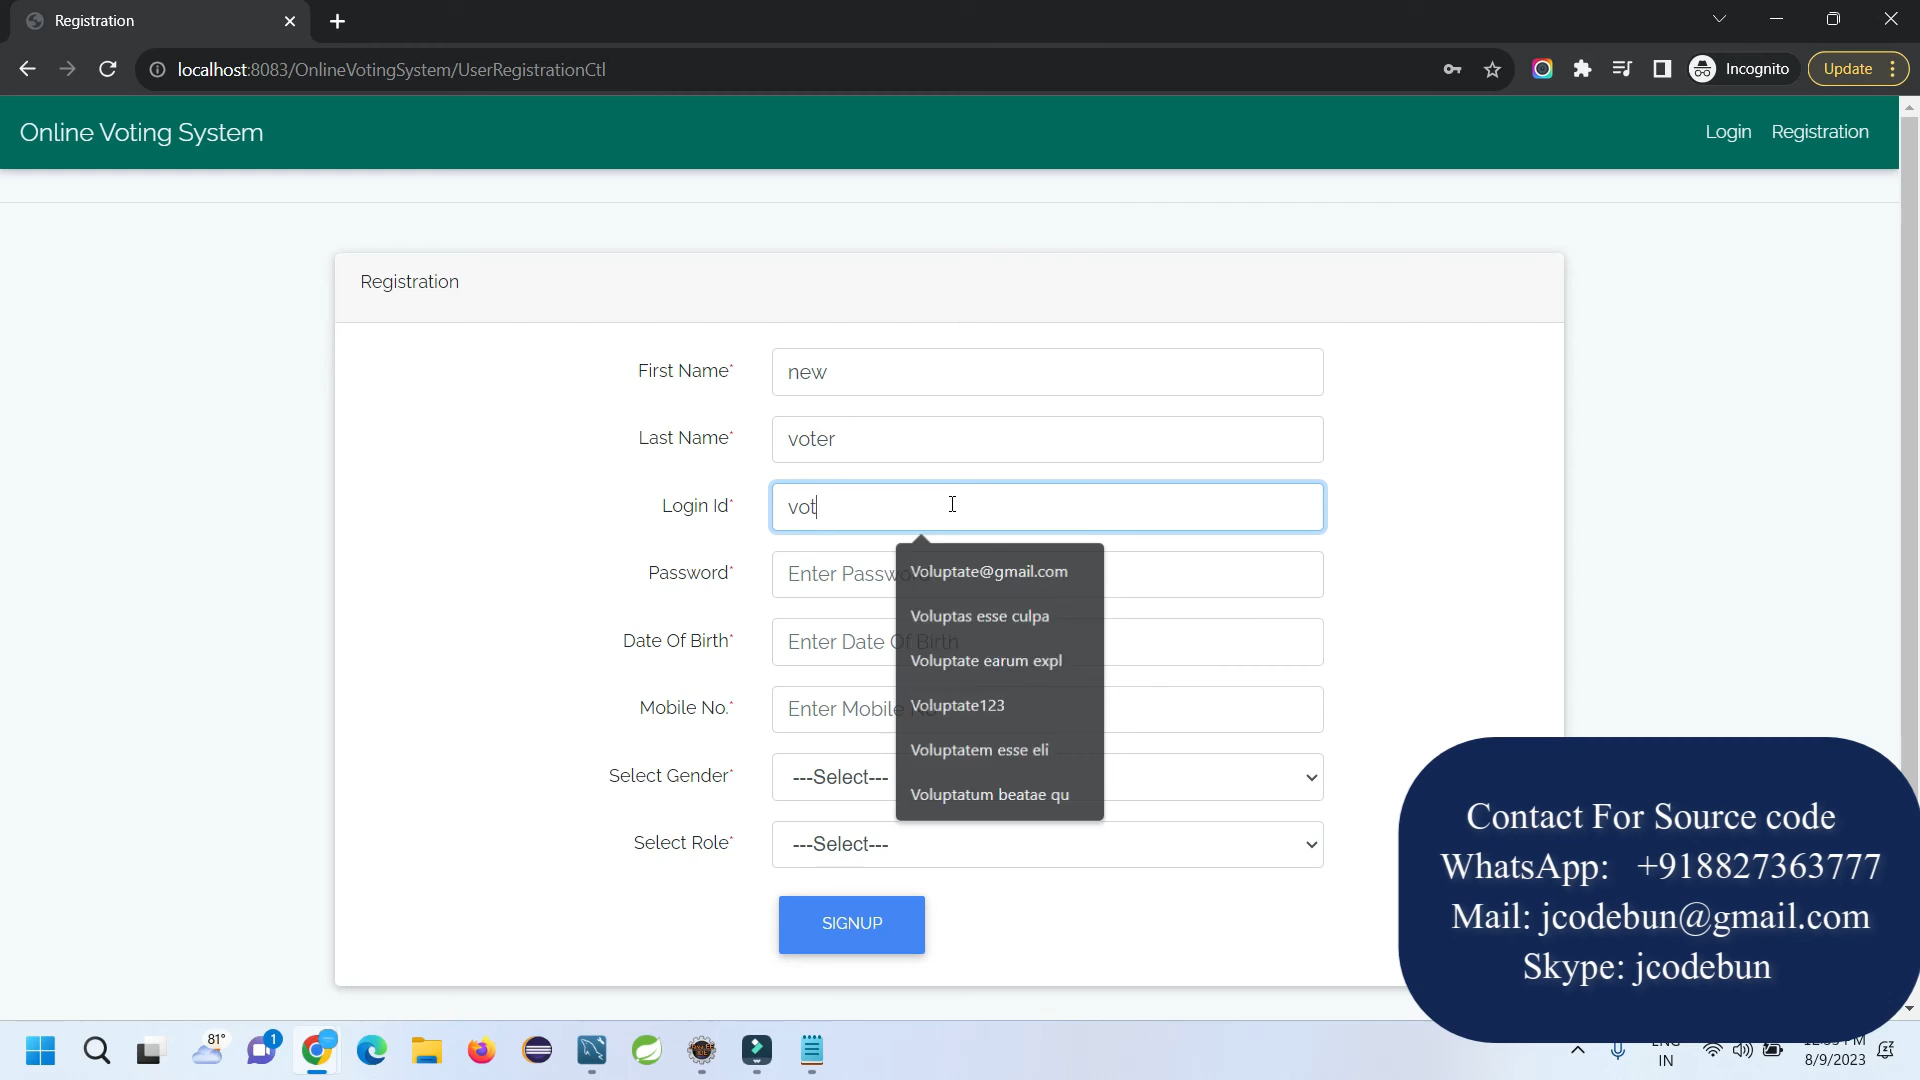 Registration
localhost:8083/OnlineVotingSystem/UserRegistrationCtl
Incognito
Update
Online Voting System
Login Registration
Registration
First Name*
new
Last Name*
voter
Login Id*
vot
Password*
Enter Passw
Date Of Birth*
Enter Date Of Birth
Mobile No.*
Enter Mobile No
Select Gender*
---Select---
Select Role*
---Select---
Voluptate@gmail.com
Voluptas esse culpa
Voluptate earum expl
Voluptate123
Voluptatem esse eli
Voluptatum beatae qu
SIGNUP
Contact For Source code
WhatsApp: +918827363777
Mail: jcodebun@gmail.com
Skype: jcodebun
81°
1
ENG
IN
8/9/2023